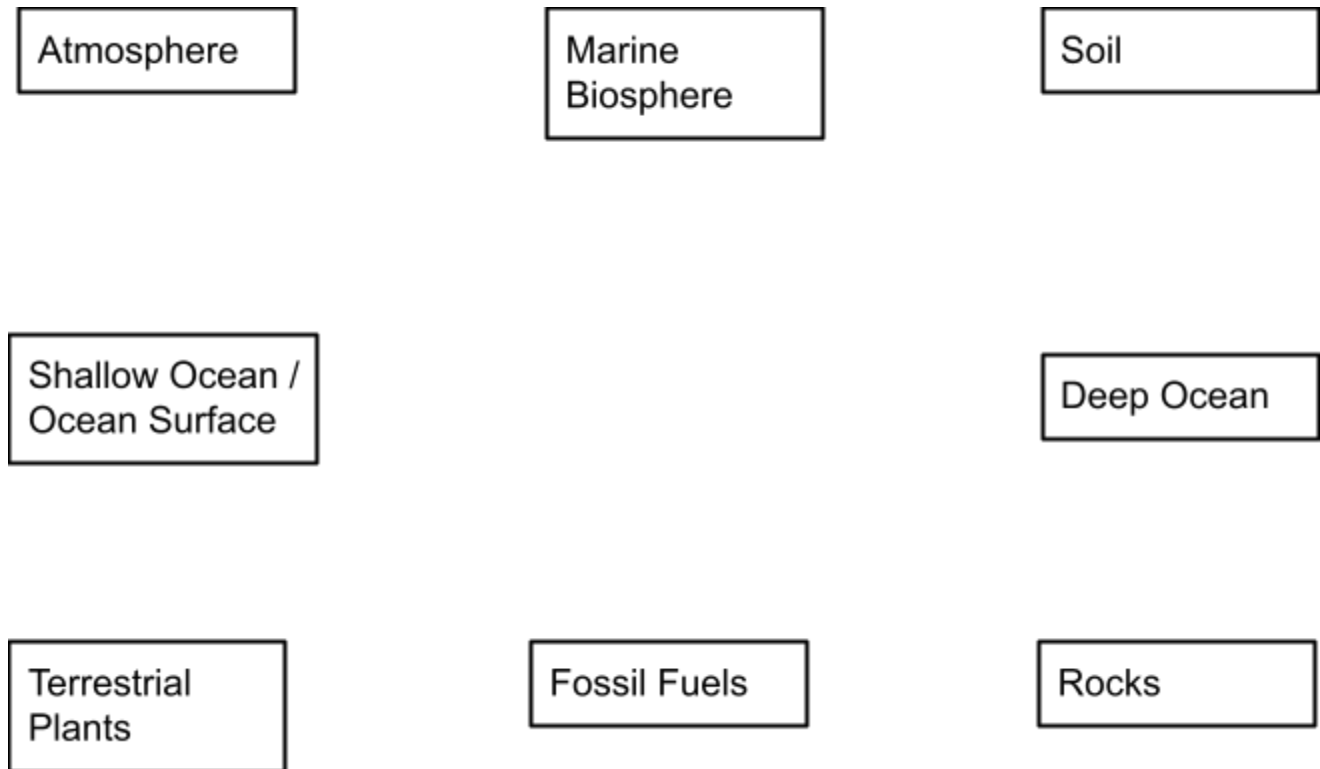 Atmosphere
Marine
Biosphere
Soil
Shallow Ocean /
Ocean Surface
Deep Ocean
Terrestrial
Plants
Fossil Fuels
Rocks